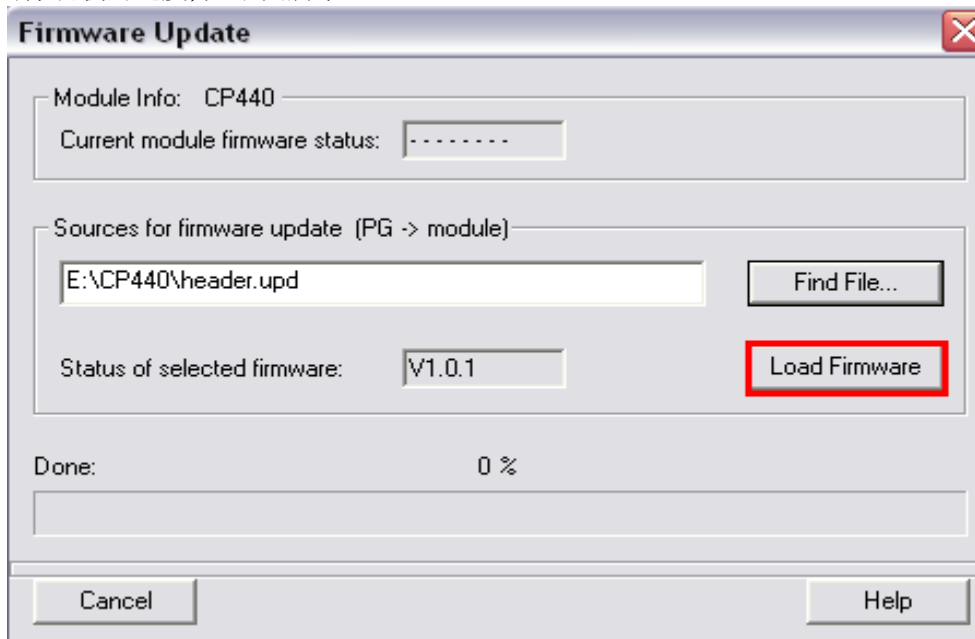 Firmware Update
Module Info: CP440
Current module firmware status: --------
Sources for firmware update (PG -> module)
E:\CP440\header.upd
Find File...
Status of selected firmware: V1.0.1
Load Firmware
Done: 0 %
Cancel
Help